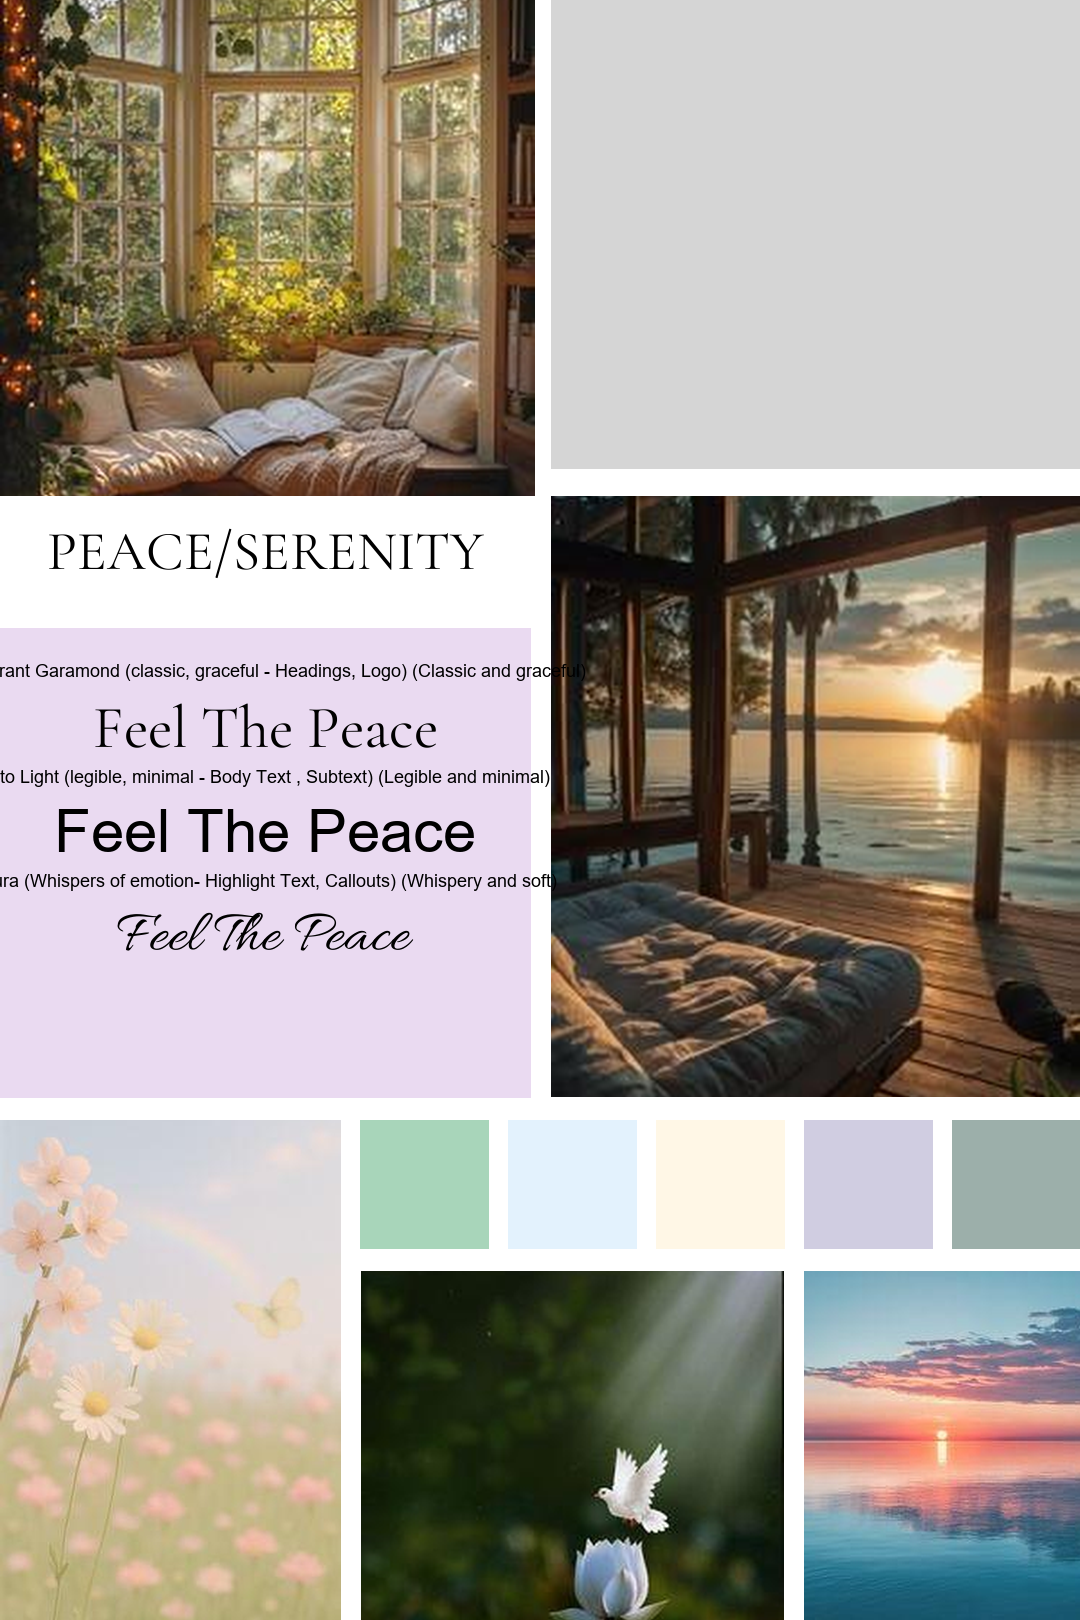 PEACE/SERENITY
rant Garamond (classic, graceful - Headings, Logo) (Classic and graceful)
Feel The Peace
to Light (legible, minimal - Body Text , Subtext) (Legible and minimal)
Feel The Peace
ura (Whispers of emotion- Highlight Text, Callouts) (Whispery and soft)
Feel The Peace